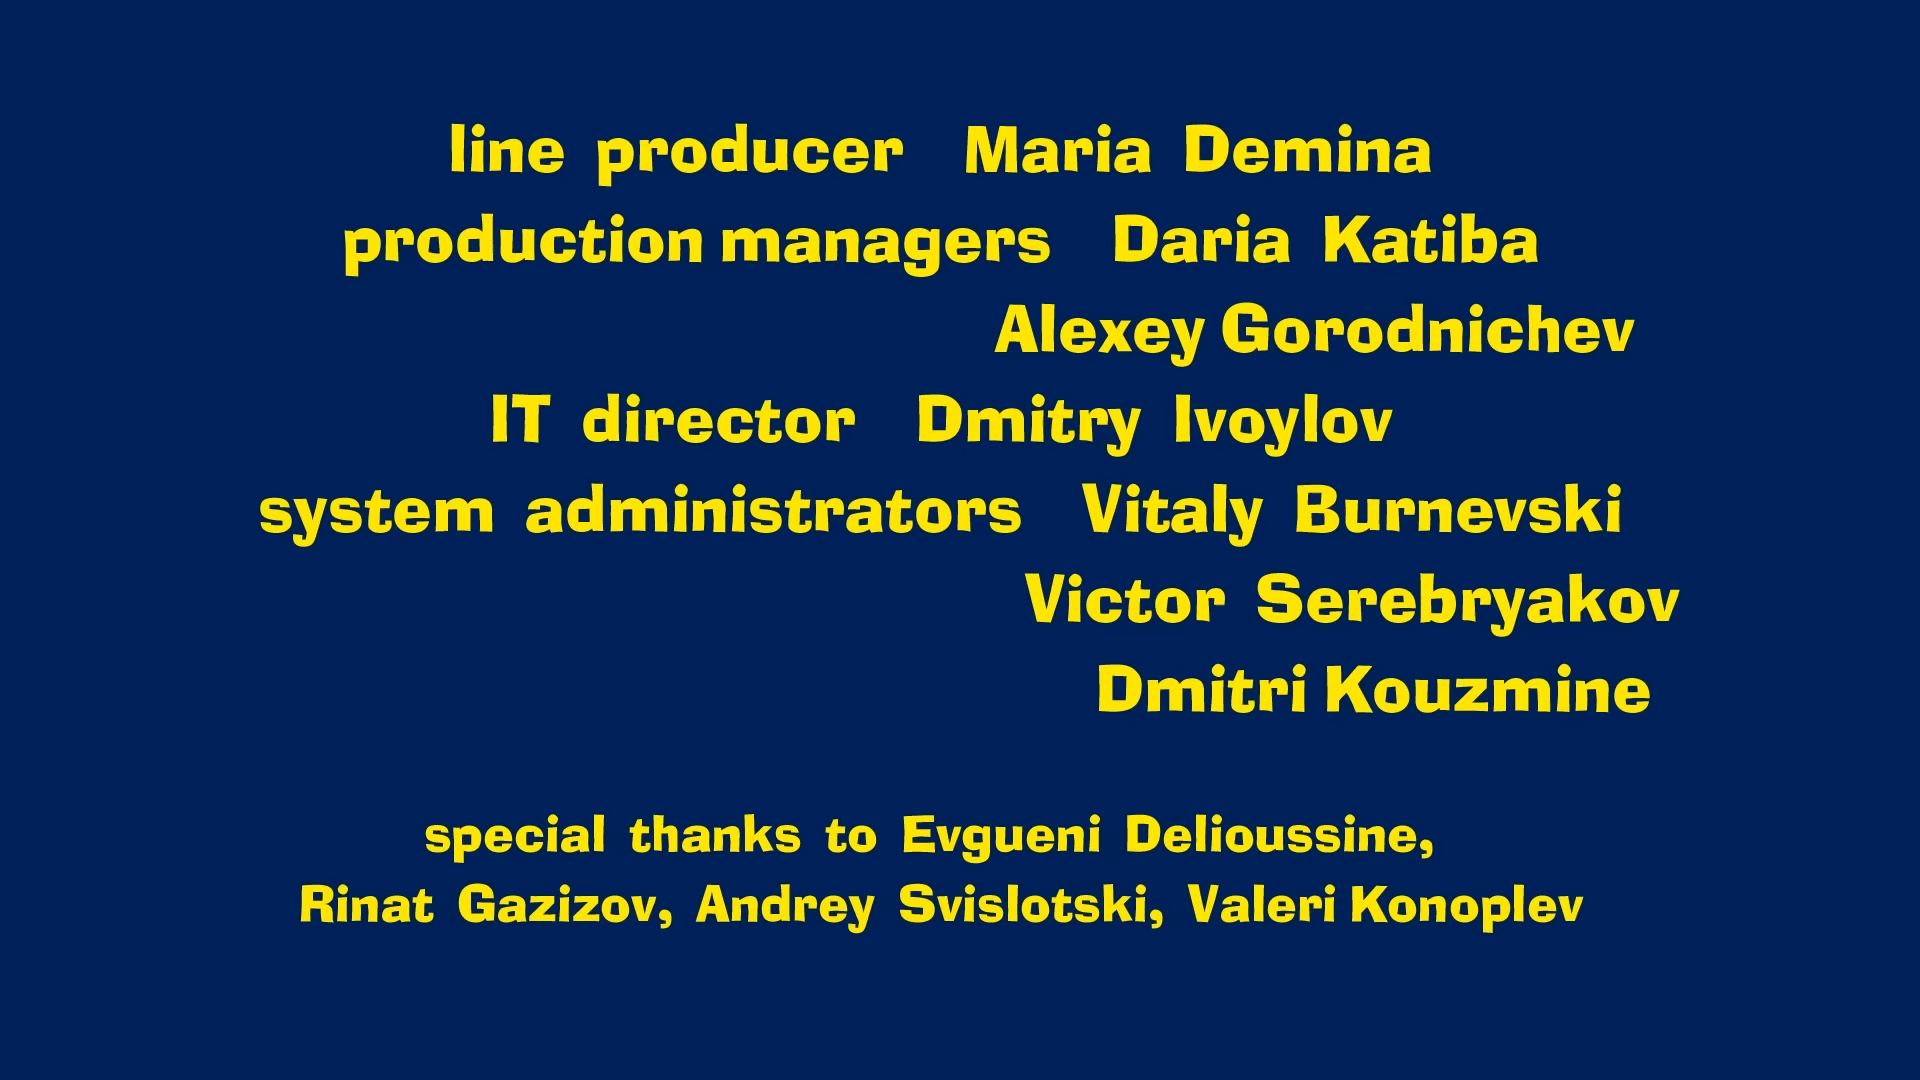 line producer Maria Demina
production managers Daria Katiba
Alexey Gorodnichev
IT director Dmitry Ivoylov
system administrators Vitaly Burnevski
Victor Serebryakov
Dmitri Kouzmine
special thanks to Evgueni Delioussine,
Rinat Gazizov, Andrey Svislotski, Valeri Konoplev